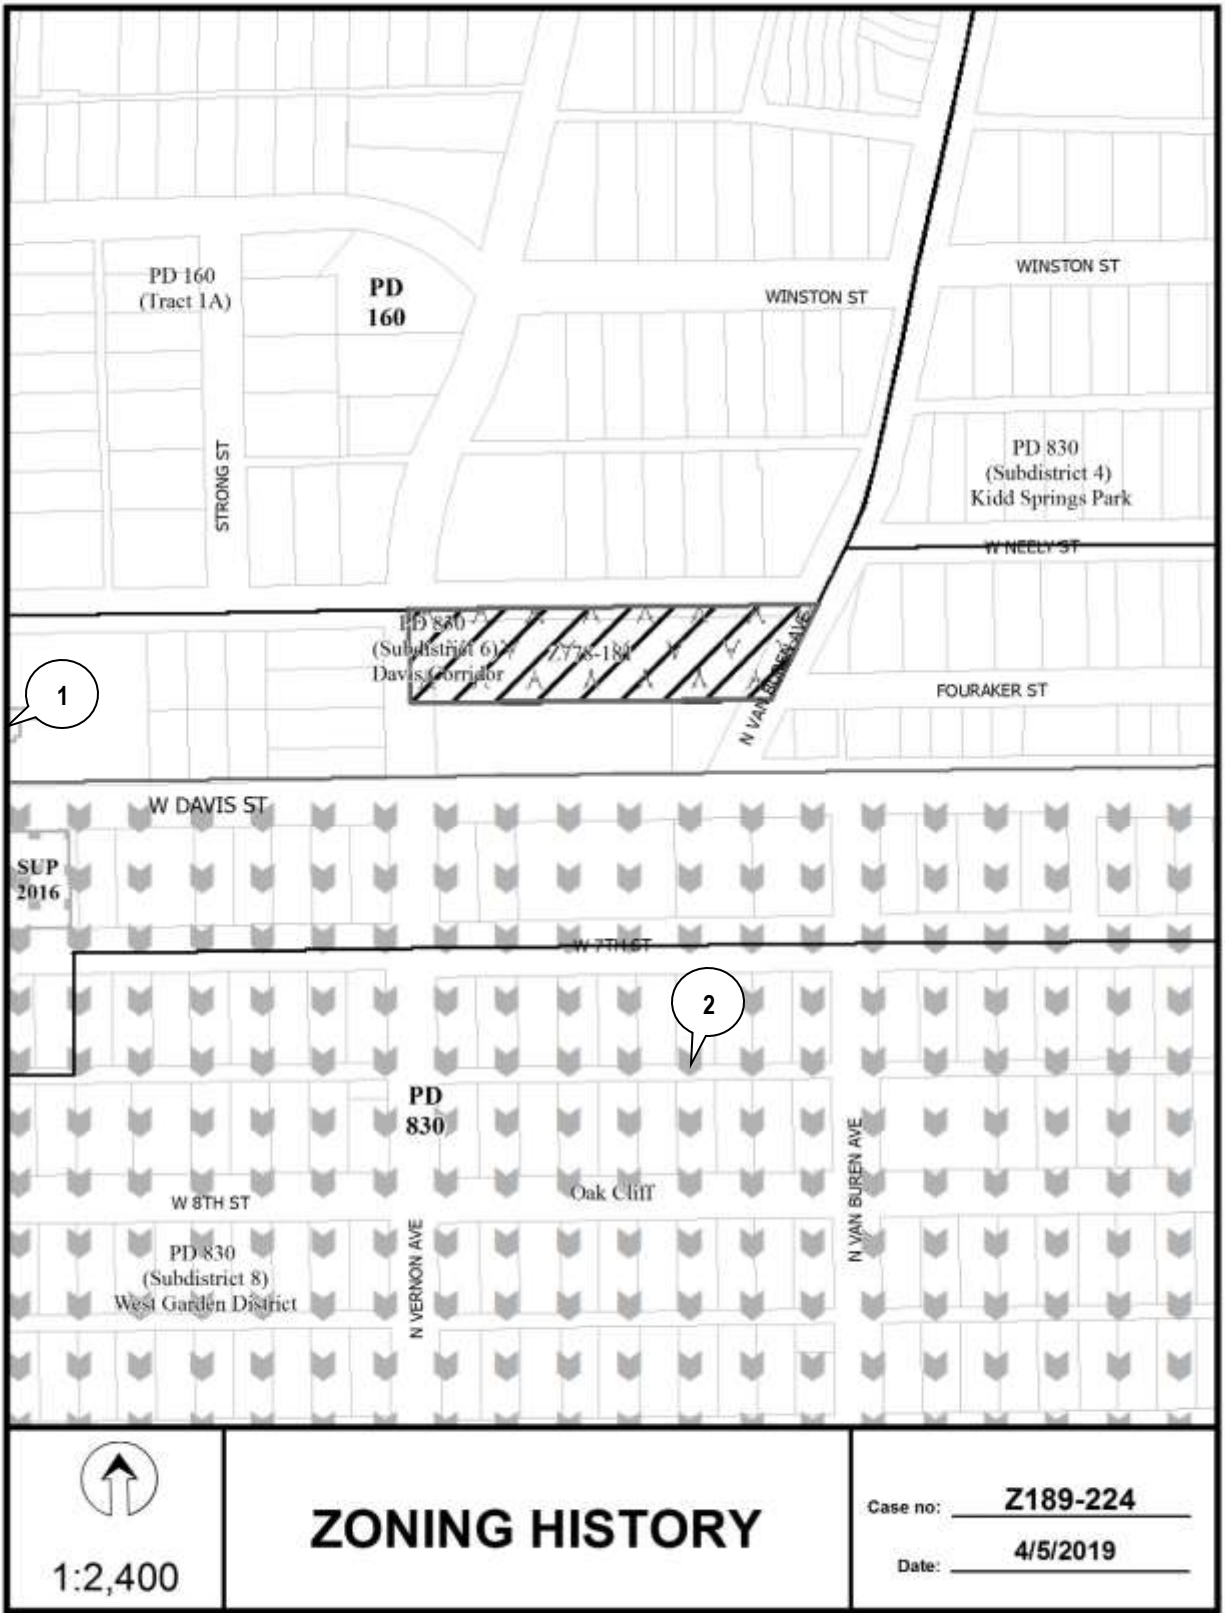 WINSTON ST
PD 160
(Tract 1A)
PD
160
WINSTON ST
STRONG ST
PD 830
(Subdistrict 4)
Kidd Springs Park
W NEELY ST
PD 830
(Subdistrict 6)
Davis Corridor
N VAN BUREN AVE
1
FOURAKER ST
W DAVIS ST
SUP
2016
W 7TH ST
2
PD
830
Oak Cliff
W 8TH ST
N VAN BUREN AVE
PD 830
(Subdistrict 8)
West Garden District
N VERNON AVE
1:2,400
ZONING HISTORY
Case no: Z189-224
Date: 4/5/2019